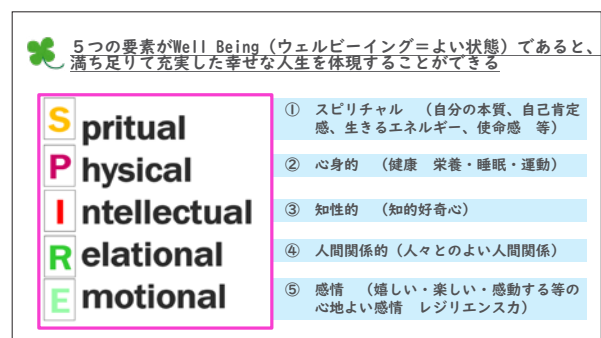 ５つの要素がWell Being（ウェルビーイング＝よい状態）であると、
満ち足りて充実した幸せな人生を体現することができる
Spritual
Physical
Intellectual
Relational
Emotional
① スピリチャル （自分の本質、自己肯定
感、生きるエネルギー、使命感 等）
② 心身的 （健康 栄養・睡眠・運動）
③ 知性的 （知的好奇心）
④ 人間関係的（人々とのよい人間関係）
⑤ 感情 （嬉しい・楽しい・感動する等の
心地よい感情 レジリエンス力）